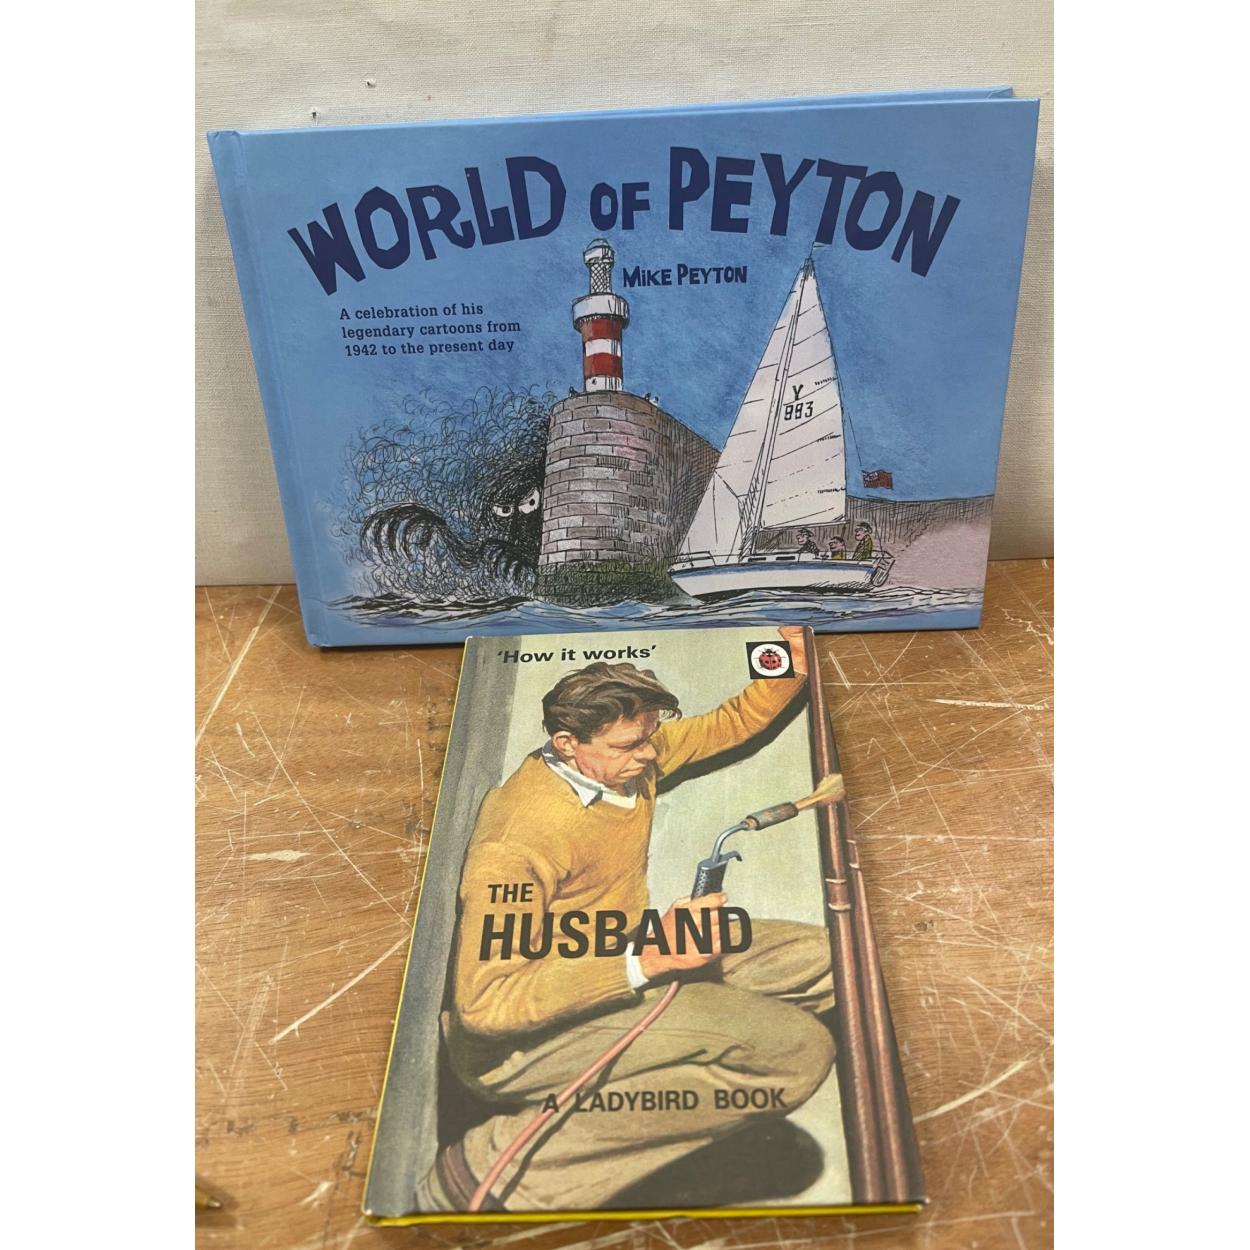 WORLD OF PEYTON
MIKE PEYTON
A celebration of his
legendary cartoons from
1942 to the present day
Y
993
'How it works'
THE
HUSBAND
A LADYBIRD BOOK